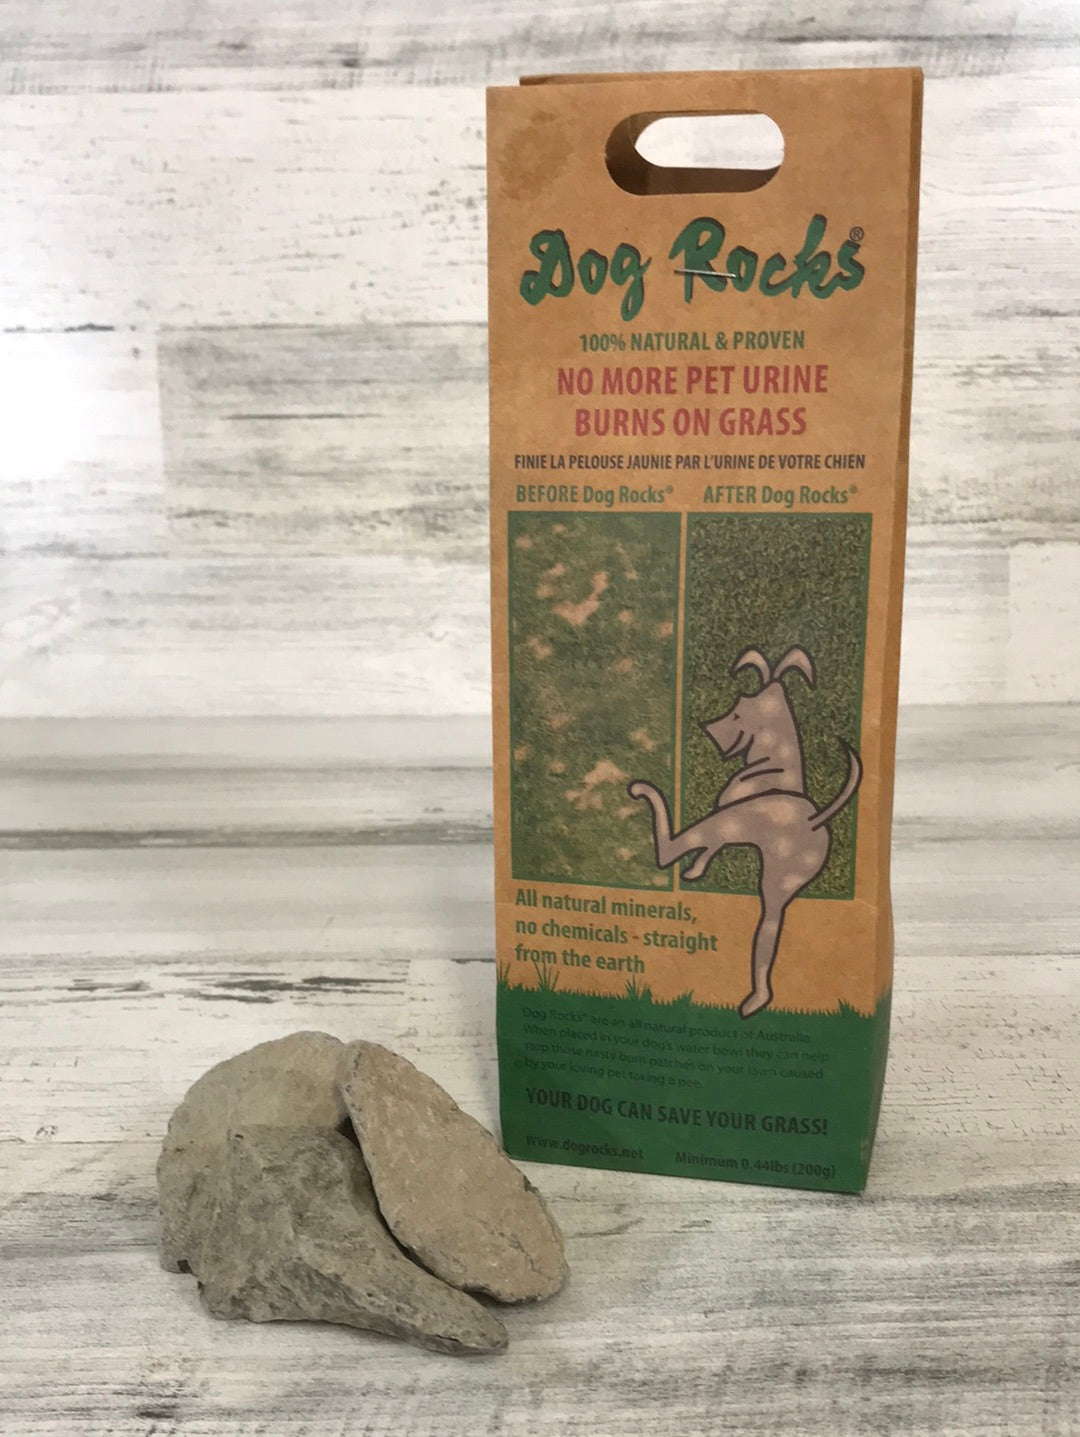 Dog Rocks®
100% NATURAL & PROVEN
NO MORE PET URINE
BURNS ON GRASS
FINIE LA PELOUSE JAUNIE PAR L'URINE DE VOTRE CHIEN
BEFORE Dog Rocks® AFTER Dog Rocks®
All natural minerals,
no chemicals - straight
from the earth
Dog Rocks® are an all natural product of Australia.
When placed in your dog's water bowl they can help
stop those nasty burn patches on your lawn caused
by your loving pet taking a pee.
YOUR DOG CAN SAVE YOUR GRASS!
www.dogrocks.net Minimum 0.44lbs (200g)